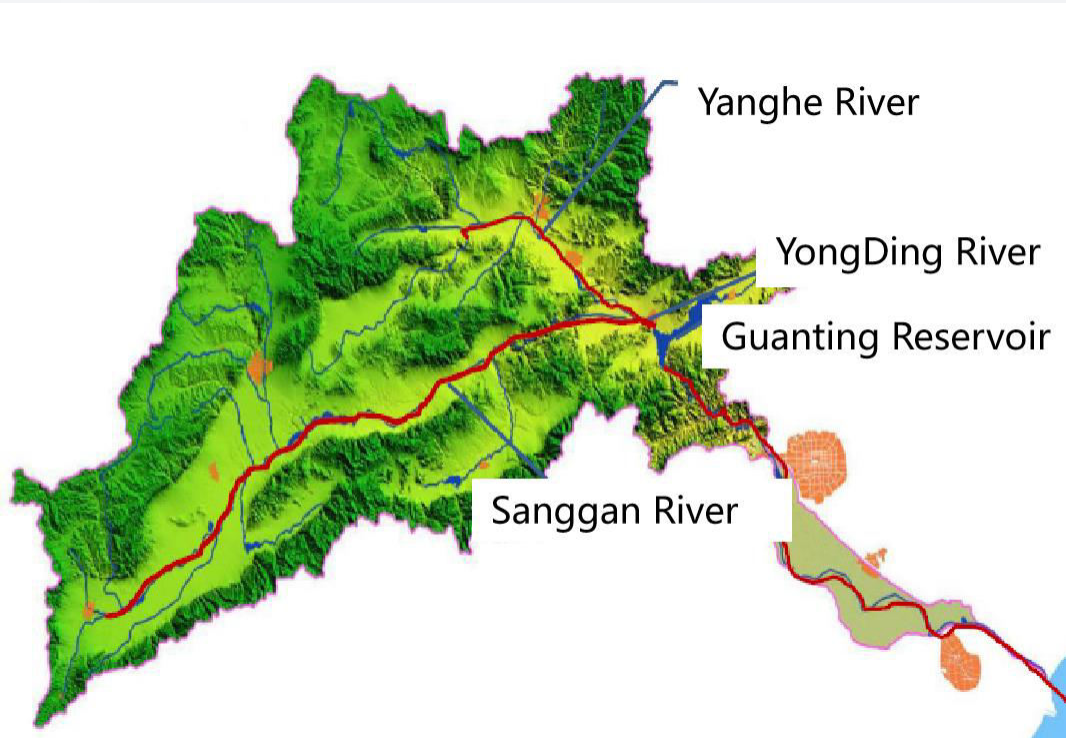 Yanghe River
YongDing River
Guanting Reservoir
Sanggan River